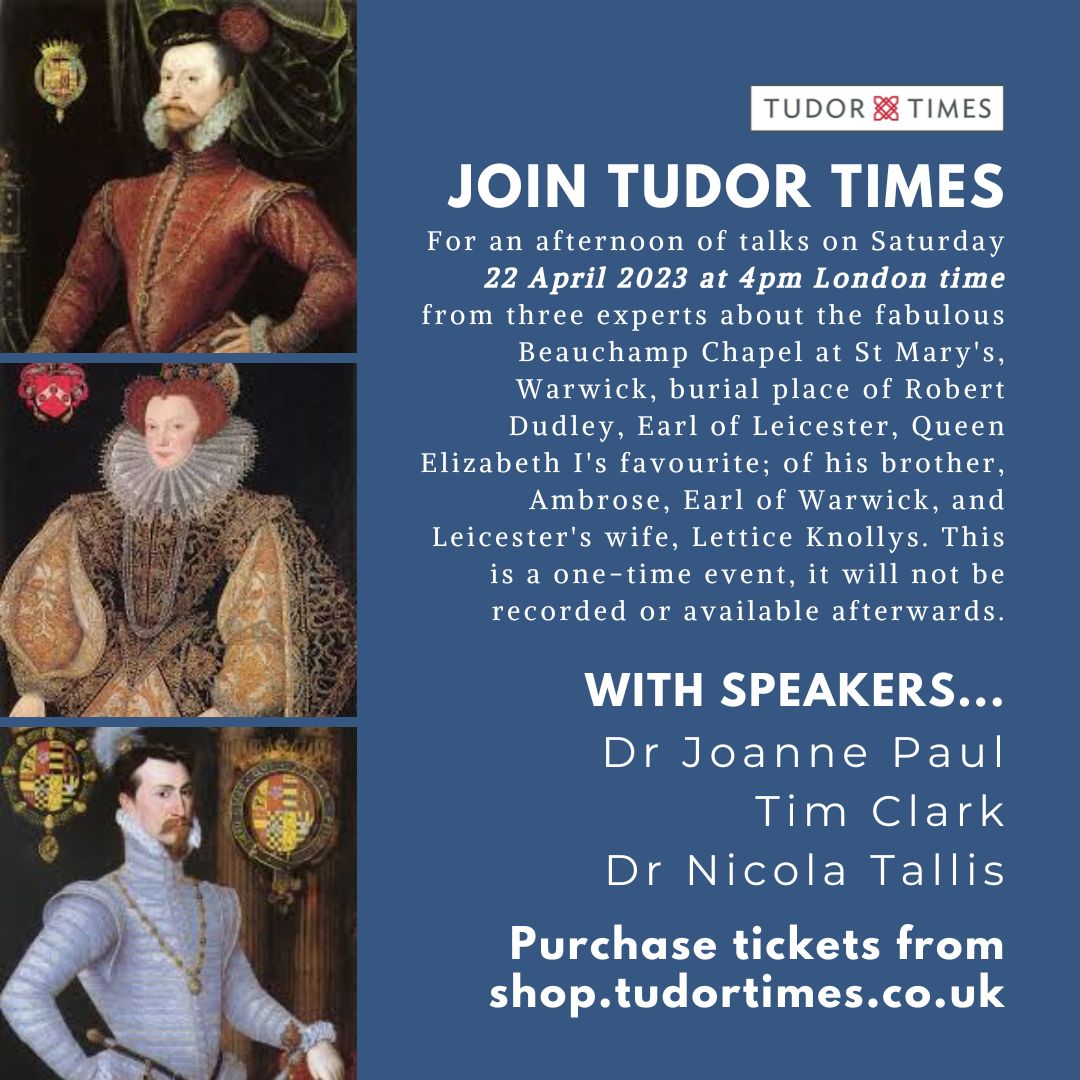 TUDOR TIMES
JOIN TUDOR TIMES
For an afternoon of talks on Saturday
22 April 2023 at 4pm London time
from three experts about the fabulous
Beauchamp Chapel at St Mary's,
Warwick, burial place of Robert
Dudley, Earl of Leicester, Queen
Elizabeth I's favourite; of his brother,
Ambrose, Earl of Warwick, and
Leicester's wife, Lettice Knollys. This
is a one-time event, it will not be
recorded or available afterwards.
WITH SPEAKERS...
Dr Joanne Paul
Tim Clark
Dr Nicola Tallis
Purchase tickets from
shop.tudortimes.co.uk